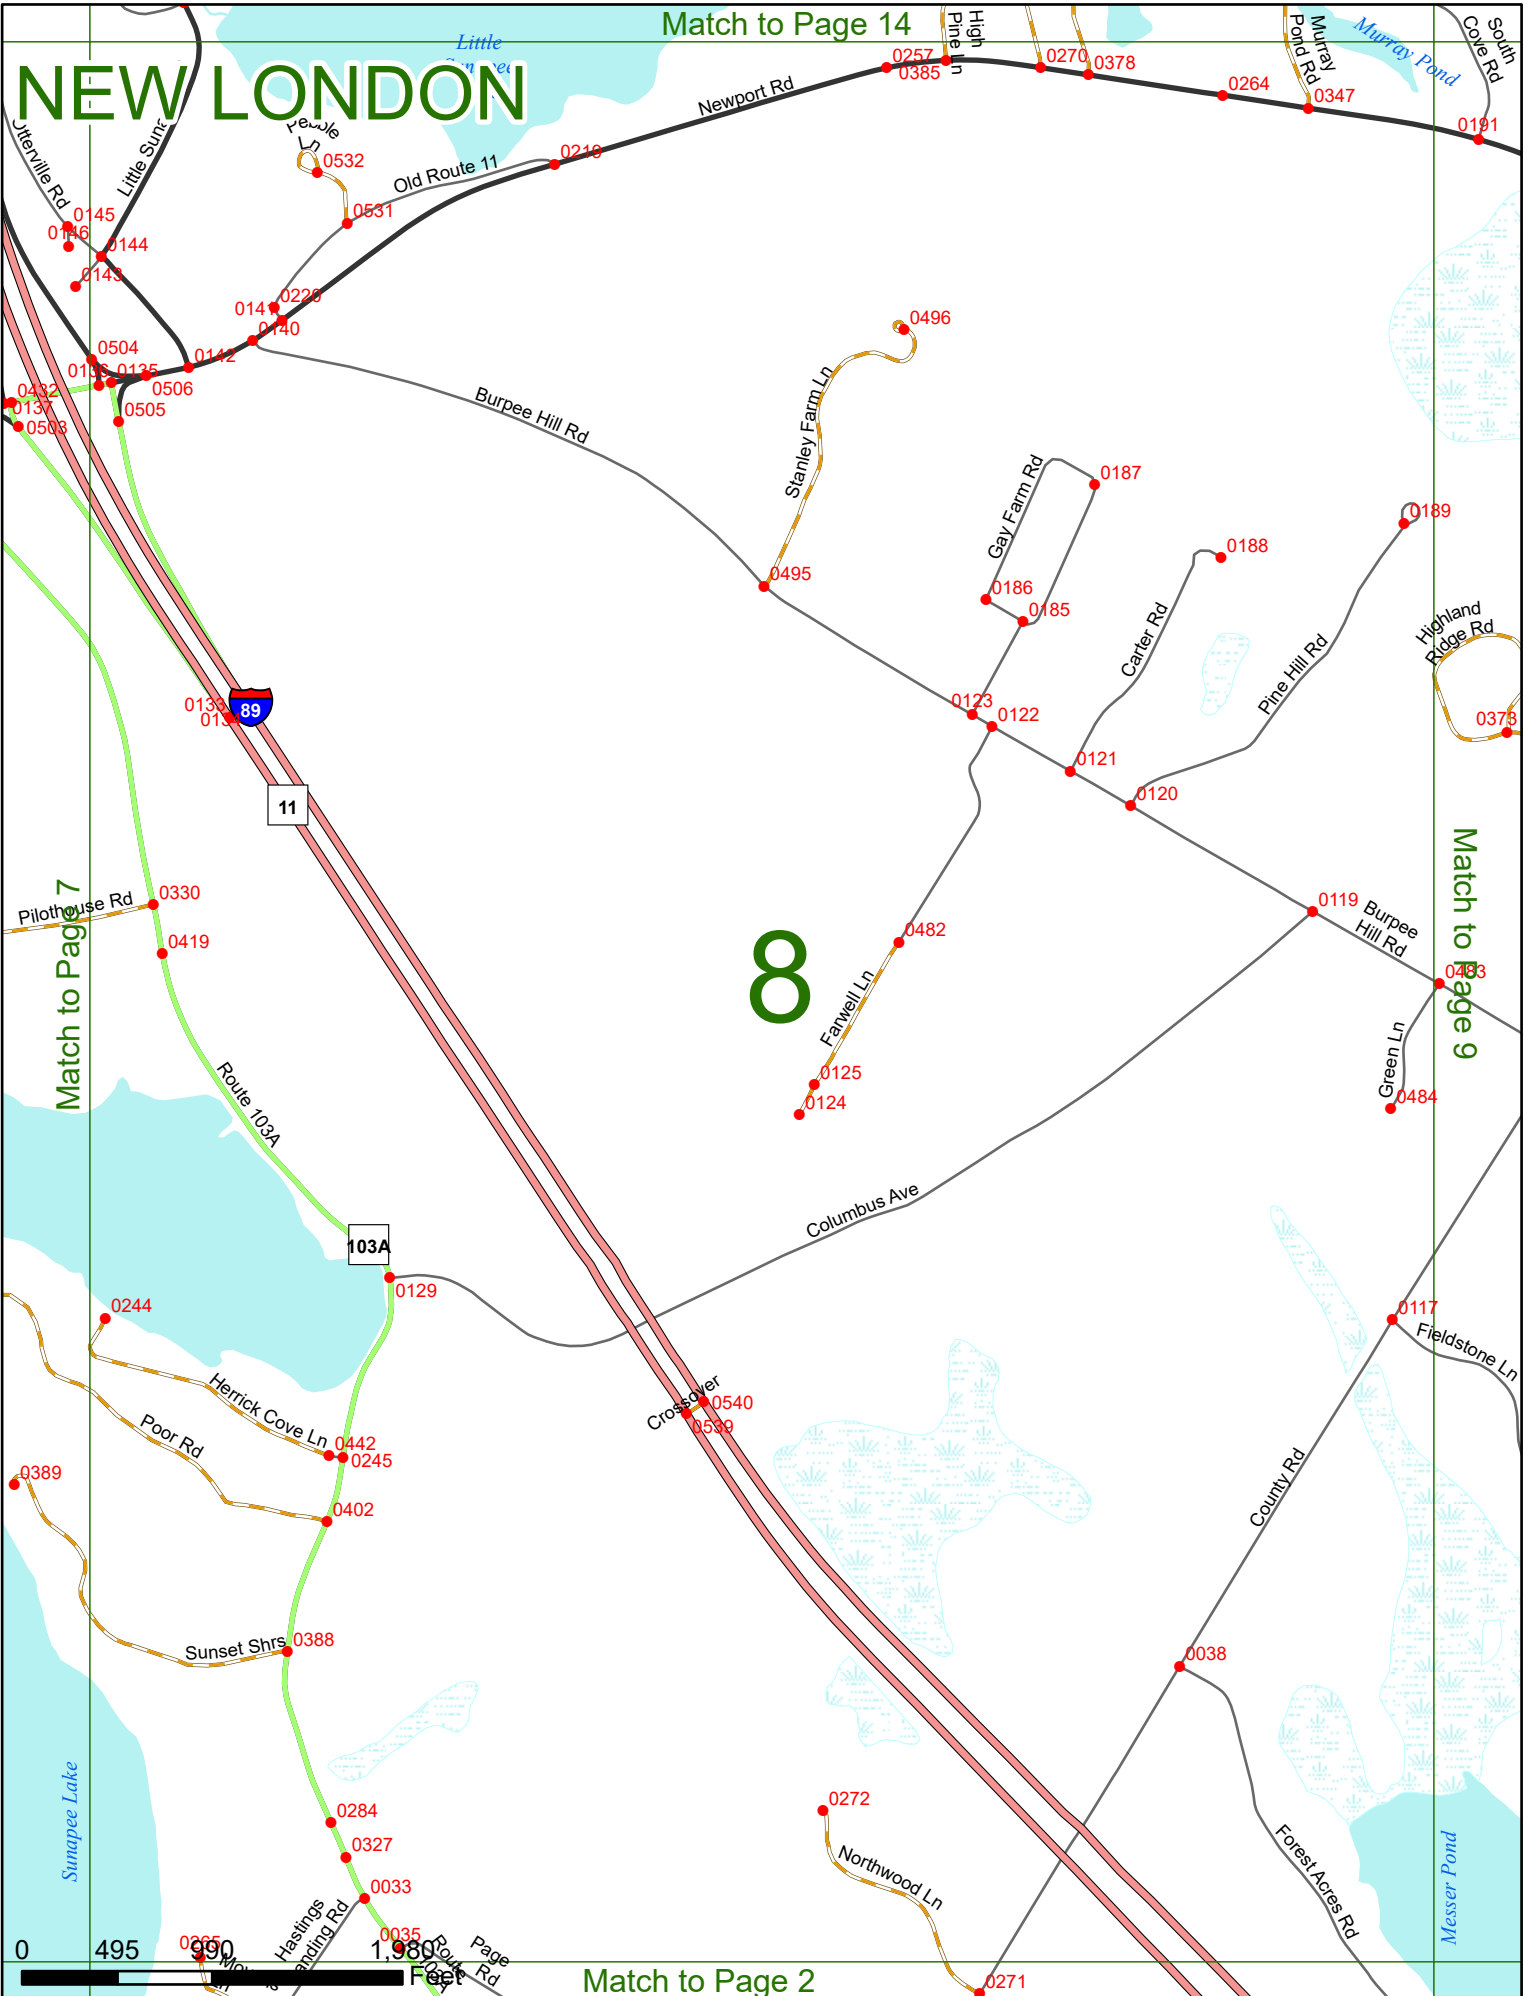 Match to Page 14
NEW LONDON
Little
High
Pine Ln
Murray
Pond Rd
Murray Pond
South
Cove Rd
0257
0385
0270
0378
0264
0347
0191
Newport Rd
Otterville Rd
Ln
0532
Old Route 11
0219
0531
0145
0146
0144
0143
0141
0220
0140
0504
0142
0135
0506
0432
0137
0505
0503
Burpee Hill Rd
0496
Stanley Farm Ln
0495
Gay Farm Rd
0187
0186
0185
0188
Carter Rd
0189
Pine Hill Rd
Highland
Ridge Rd
0373
0133
89
11
0123
0122
0121
0120
0119
Burpee
Hill Rd
0483
Match to Page 9
Green Ln
0484
Pilothouse Rd
0330
0419
Match to Page 7
Route 103A
103A
8
0482
Farwell Ln
0125
0124
Columbus Ave
0129
0244
Herrick Cove Ln
Poor Rd
0442
0245
0389
0402
Sunset Shrs
0388
Crossover
0540
0539
0117
Fieldstone Ln
County Rd
0038
Forest Acres Rd
Messer Pond
Sunapee Lake
0284
0327
0033
0035
Hastings
Page
Rd
Route
103A
0265
0272
Northwood Ln
0271
0 495 990 1,980
Feet
Match to Page 2